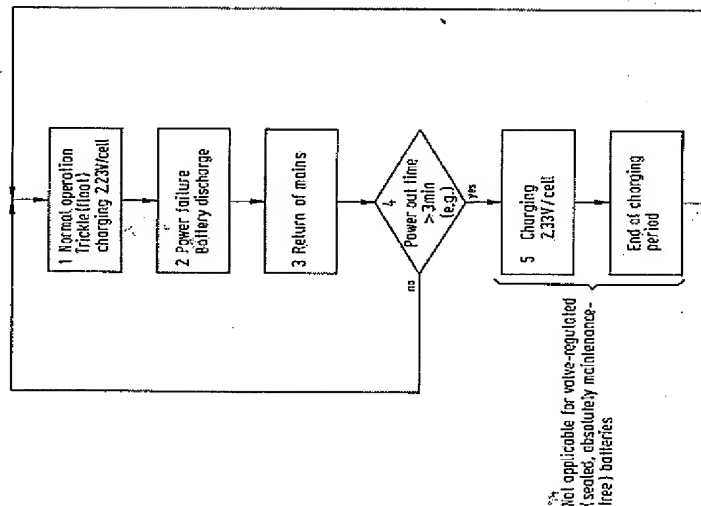 1 Normal operation
Trickle (float)
charging 2.23V/cell
2 Power failure
Battery discharge
3 Return of mains
4
Power out time
> 3min
(e.g.)
no
yes
5 Charging
2.33V/cell
End of charging
period
Not applicable for valve-regulated
(sealed, absolutely maintenance-
free) batteries